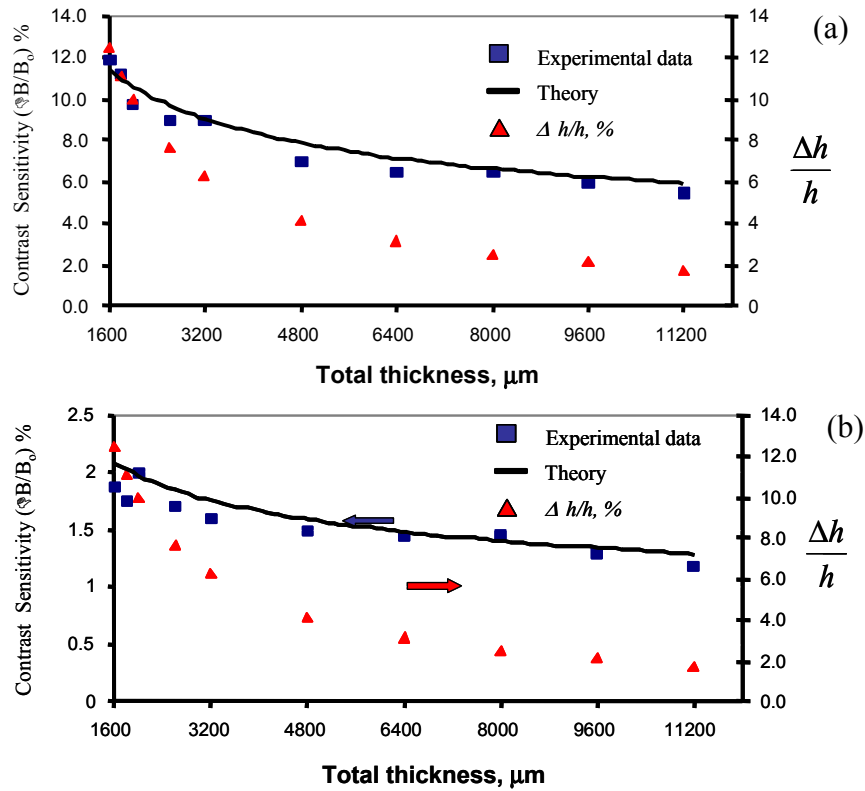 (a)
14.0
12.0
10.0
8.0
6.0
4.0
2.0
0.0
Contrast Sensitivity (B/Bo) %
14
12
10
8
6
4
2
0
Δh
h
Experimental data
Theory
Δ h/h, %
1600 3200 4800 6400 8000 9600 11200
Total thickness, μm
(b)
2.5
2
1.5
1
0.5
0
Contrast Sensitivity (B/Bo) %
14.0
12.0
10.0
8.0
6.0
4.0
2.0
0.0
Δh
h
Experimental data
Theory
Δ h/h, %
1600 3200 4800 6400 8000 9600 11200
Total thickness, μm